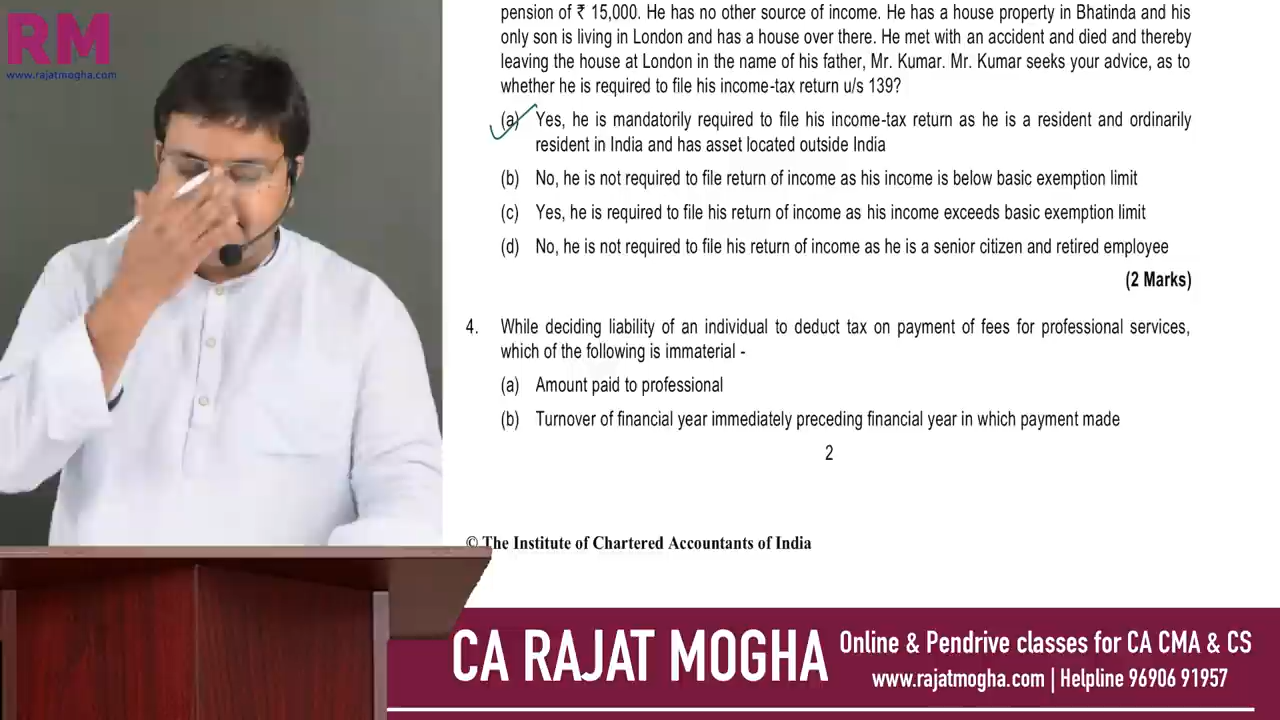 RM
www.rajatmogha.com
pension of ₹ 15,000. He has no other source of income. He has a house property in Bhatinda and his
only son is living in London and has a house over there. He met with an accident and died and thereby
leaving the house at London in the name of his father, Mr. Kumar. Mr. Kumar seeks your advice, as to
whether he is required to file his income-tax return u/s 139?
(a) Yes, he is mandatorily required to file his income-tax return as he is a resident and ordinarily
resident in India and has asset located outside India
(b) No, he is not required to file return of income as his income is below basic exemption limit
(c) Yes, he is required to file his return of income as his income exceeds basic exemption limit
(d) No, he is not required to file his return of income as he is a senior citizen and retired employee
(2 Marks)
4. While deciding liability of an individual to deduct tax on payment of fees for professional services,
which of the following is immaterial -
(a) Amount paid to professional
(b) Turnover of financial year immediately preceding financial year in which payment made
2
© The Institute of Chartered Accountants of India
CA RAJAT MOGHA
Online & Pendrive classes for CA CMA & CS
www.rajatmogha.com | Helpline 96906 91957